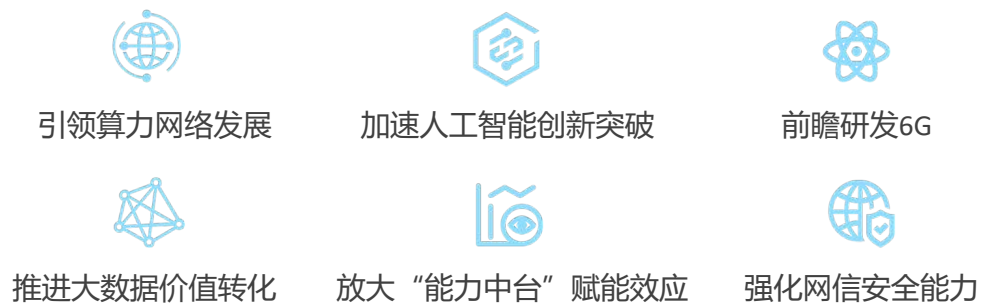 引领算力网络发展
加速人工智能创新突破
前瞻研发6G
推进大数据价值转化
放大“能力中台”赋能效应
强化网信安全能力